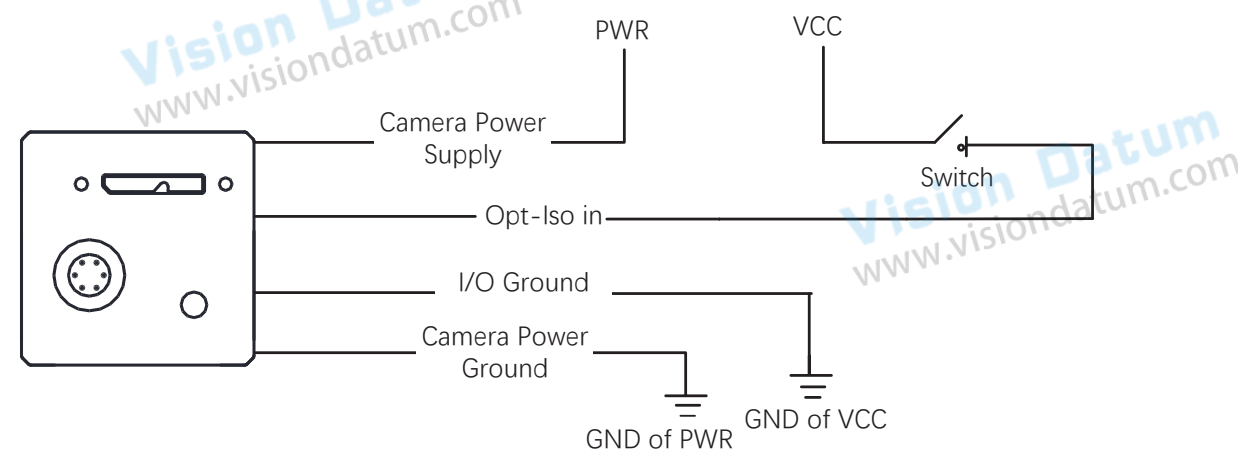 Vision Datum
www.visiondatum.com
PWR
VCC
Camera Power
Supply
Switch
Vision Datum
www.visiondatum.com
Opt-Iso in
I/O Ground
Camera Power
Ground
GND of PWR
GND of VCC